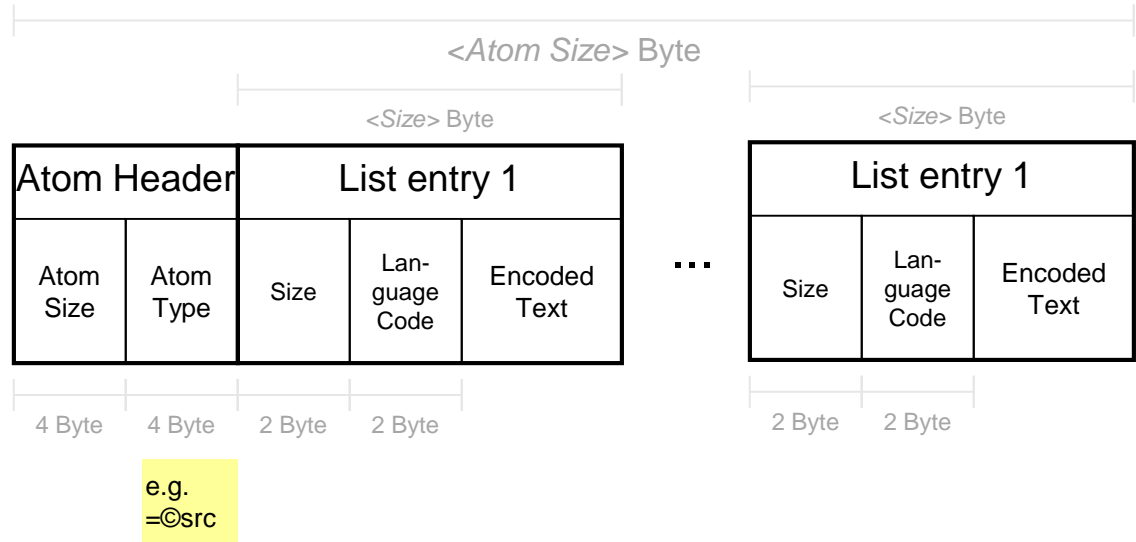 <Atom Size> Byte
<Size> Byte
<Size> Byte
Atom Header
List entry 1
List entry 1
Atom
Size
Atom
Type
Size
Lan-
guage
Code
Encoded
Text
...
Size
Lan-
guage
Code
Encoded
Text
4 Byte
4 Byte
2 Byte
2 Byte
2 Byte
2 Byte
e.g.
=©src